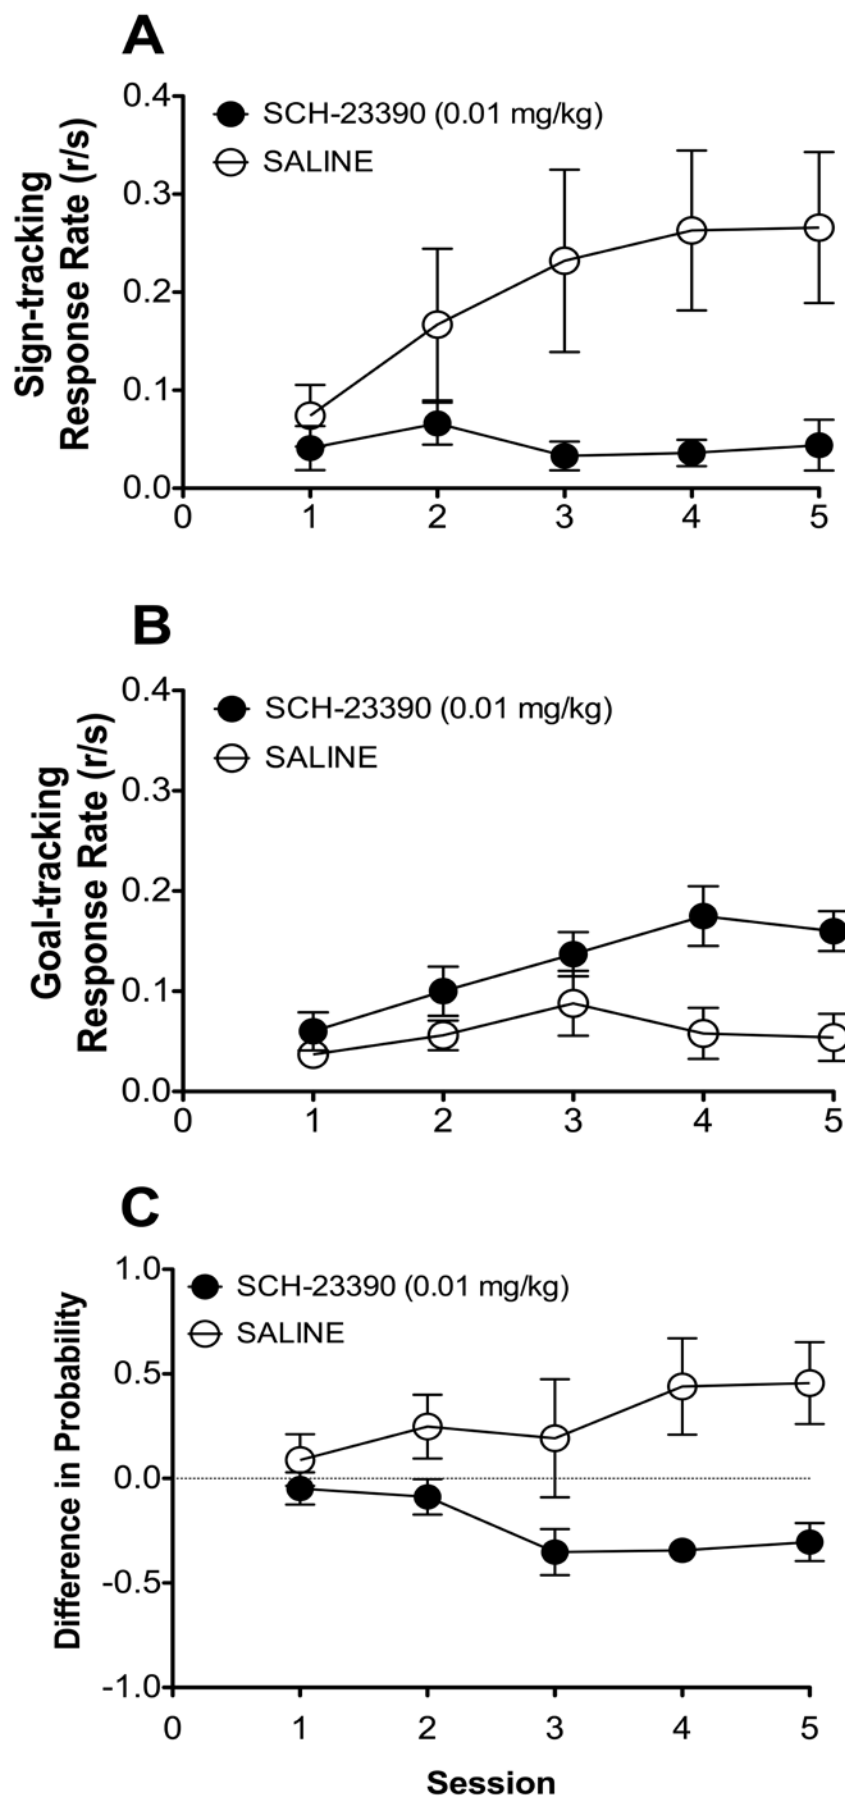 A
Sign-tracking
Response Rate (r/s)
0.4
0.3
0.2
0.1
0.0
SCH-23390 (0.01 mg/kg)
SALINE
0 1 2 3 4 5
B
Goal-tracking
Response Rate (r/s)
0.4
0.3
0.2
0.1
0.0
SCH-23390 (0.01 mg/kg)
SALINE
0 1 2 3 4 5
C
Difference in Probability
1.0
0.5
0.0
-0.5
-1.0
SCH-23390 (0.01 mg/kg)
SALINE
0 1 2 3 4 5
Session